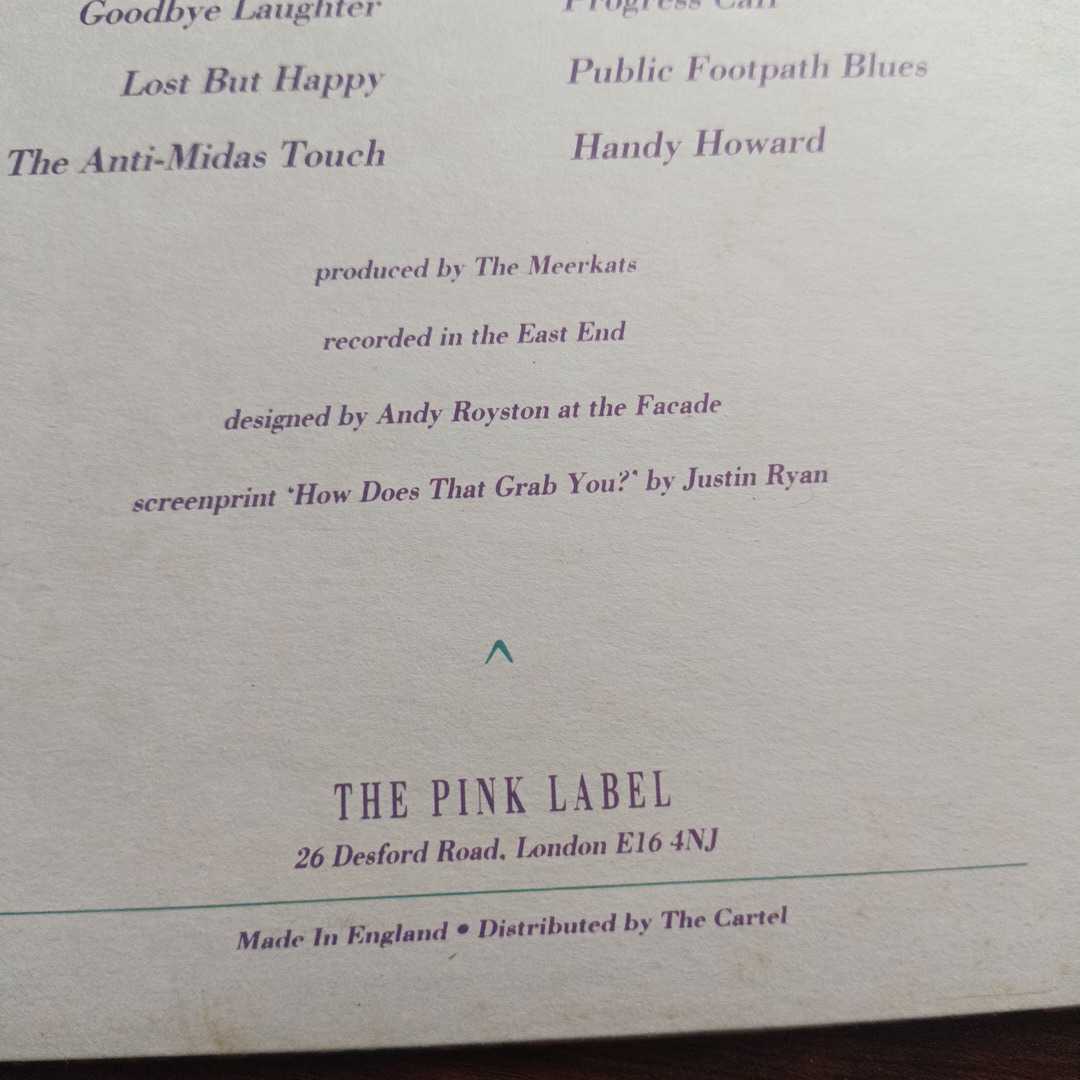 Goodbye Laughter
Lost But Happy
The Anti-Midas Touch
Progress Call
Public Footpath Blues
Handy Howard
produced by The Meerkats
recorded in the East End
designed by Andy Royston at the Facade
screenprint ‘How Does That Grab You?’ by Justin Ryan
^
THE PINK LABEL
26 Desford Road, London E16 4NJ
Made In England • Distributed by The Cartel